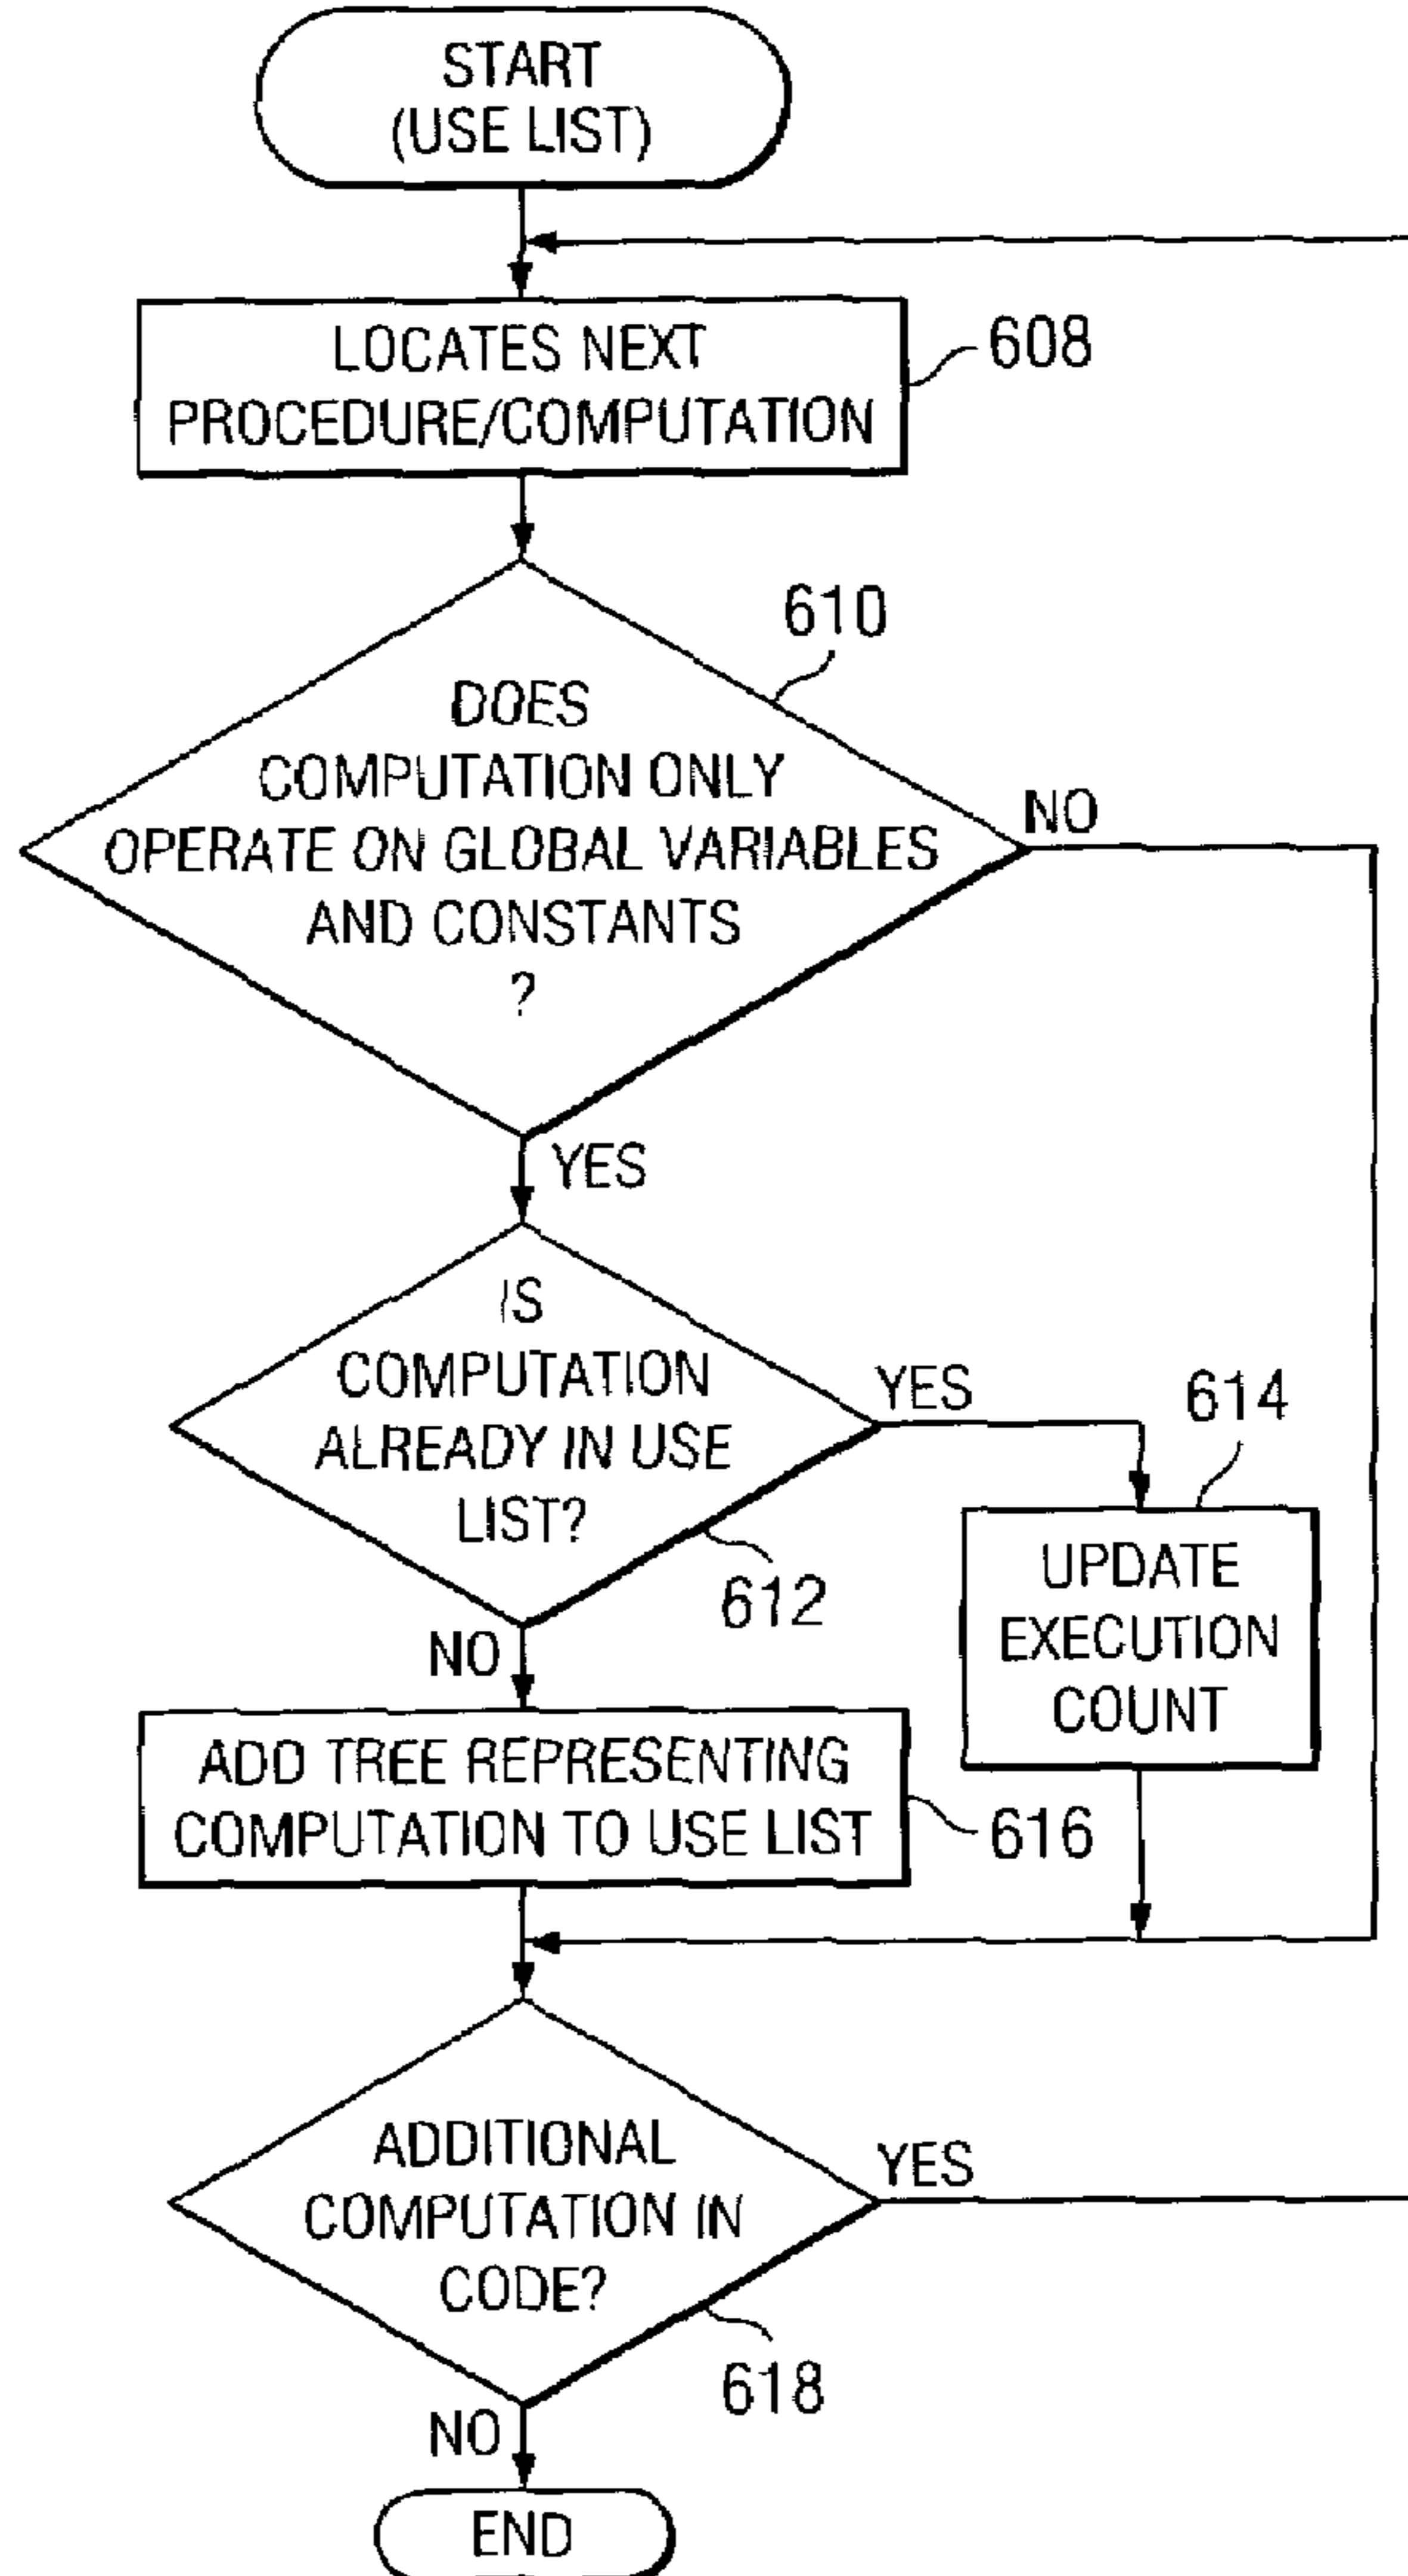 START
(USE LIST)
LOCATES NEXT
PROCEDURE/COMPUTATION
608
610
DOES
COMPUTATION ONLY
OPERATE ON GLOBAL VARIABLES
AND CONSTANTS
?
NO
YES
IS
COMPUTATION
ALREADY IN USE
LIST?
YES
614
612
UPDATE
EXECUTION
COUNT
NO
ADD TREE REPRESENTING
COMPUTATION TO USE LIST
616
ADDITIONAL
COMPUTATION IN
CODE?
YES
618
NO
END